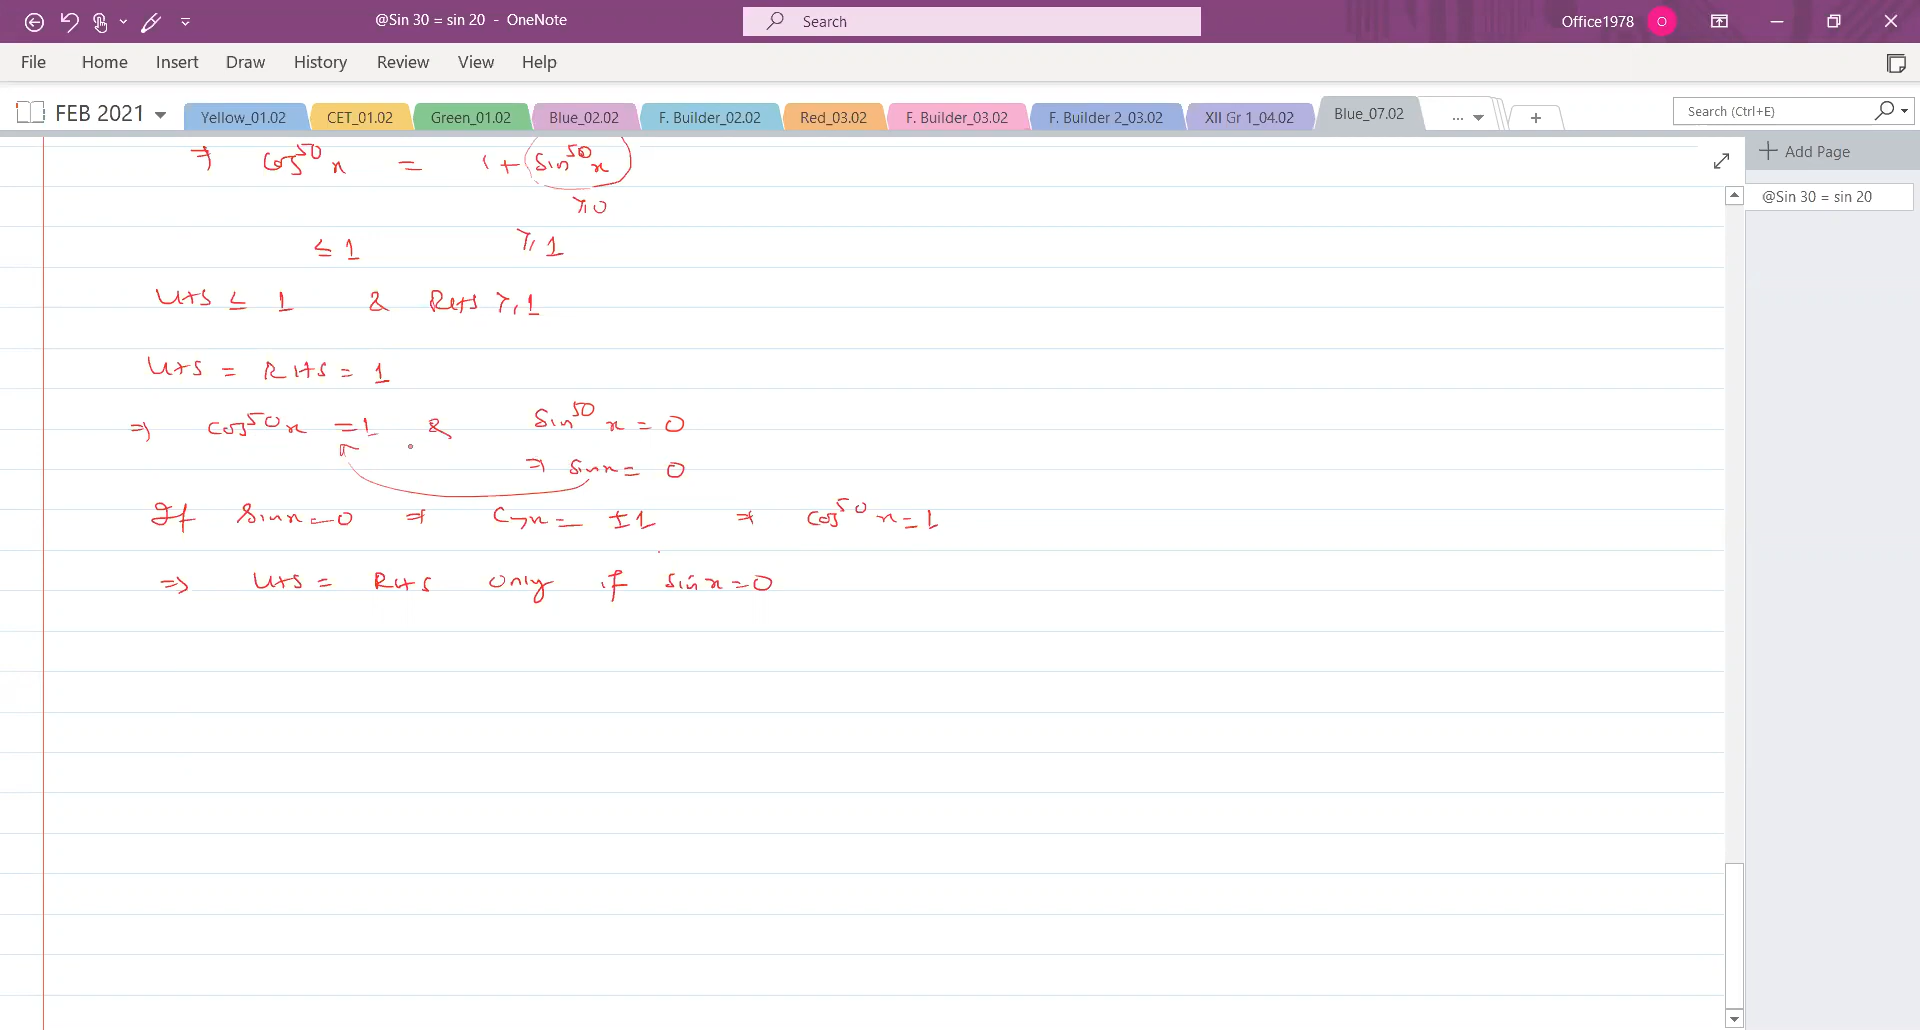 @Sin 30 = sin 20 - OneNote
Search
Office1978
O
File Home Insert Draw History Review View Help
FEB 2021
Yellow_01.02
CET_01.02
Green_01.02
Blue_02.02
F. Builder_02.02
Red_03.02
F. Builder_03.02
F. Builder 2_03.02
XII Gr 1_04.02
Blue_07.02
...
+
Search (Ctrl+E)
Add Page
@Sin 30 = sin 20
⇒ cos⁵⁰x = 1 + sin⁵⁰x
≥ 0
≤ 1 ≥ 1
LHS ≤ 1 & RHS ≥ 1
LHS = RHS = 1
⇒ cos⁵⁰x = 1 & sin⁵⁰x = 0
⇒ sinx = 0
If sinx = 0 ⇒ cosx = ±1 ⇒ cos⁵⁰x = 1
⇒ LHS = RHS only if sinx = 0